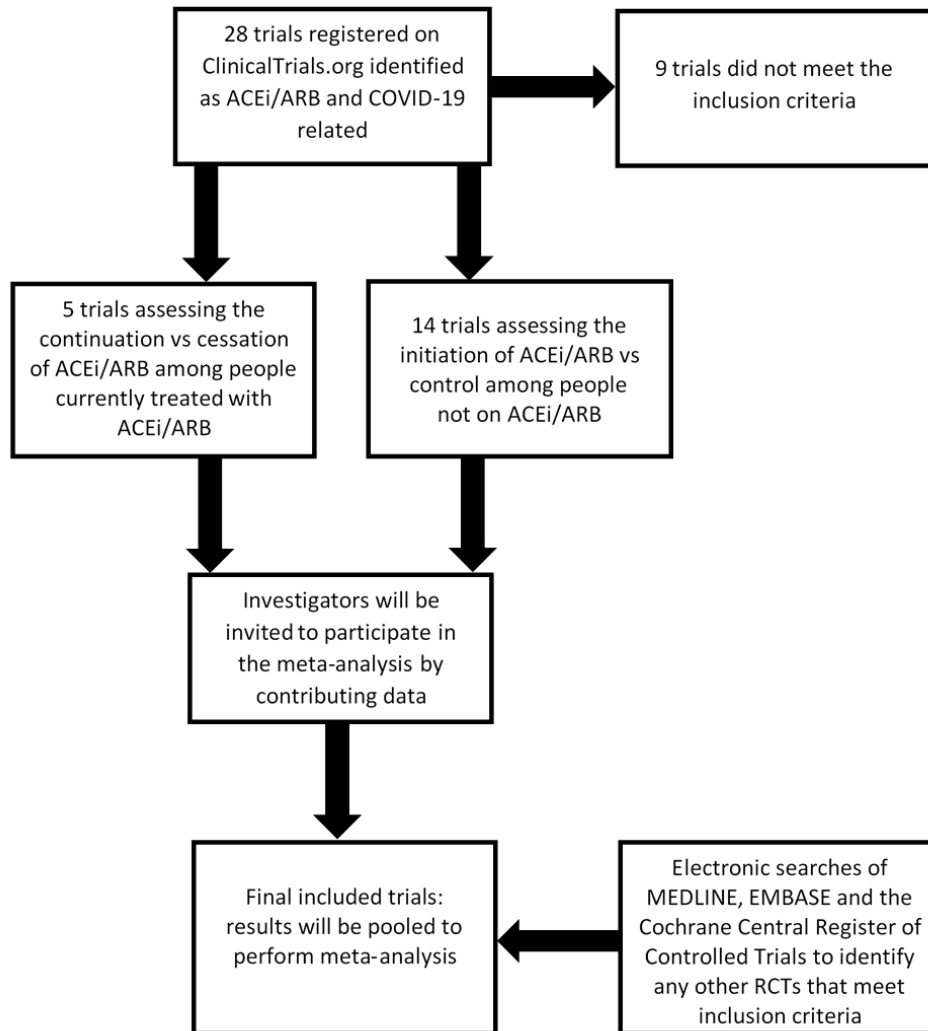 28 trials registered on
ClinicalTrials.org identified
as ACEi/ARB and COVID-19
related
9 trials did not meet the
inclusion criteria
5 trials assessing the
continuation vs cessation
of ACEi/ARB among people
currently treated with
ACEi/ARB
14 trials assessing the
initiation of ACEi/ARB vs
control among people
not on ACEi/ARB
Investigators will be
invited to participate in
the meta-analysis by
contributing data
Final included trials:
results will be pooled to
perform meta-analysis
Electronic searches of
MEDLINE, EMBASE and the
Cochrane Central Register of
Controlled Trials to identify
any other RCTs that meet
inclusion criteria